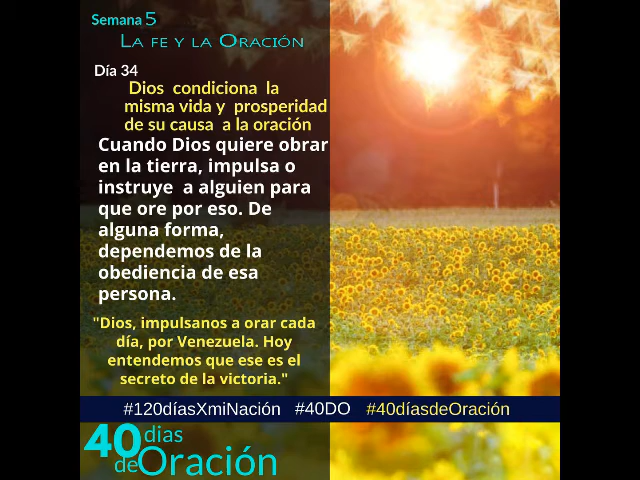 Semana 5
La fe y la Oración
Día 34
Dios condiciona la
misma vida y prosperidad
de su causa a la oración
Cuando Dios quiere obrar
en la tierra, impulsa o
instruye a alguien para
que ore por eso. De
alguna forma,
dependemos de la
obediencia de esa
persona.
"Dios, impulsanos a orar cada
día, por Venezuela. Hoy
entendemos que ese es el
secreto de la victoria."
#120díasXmiNación #40DO #40díasdeOración
40 dias
de Oración